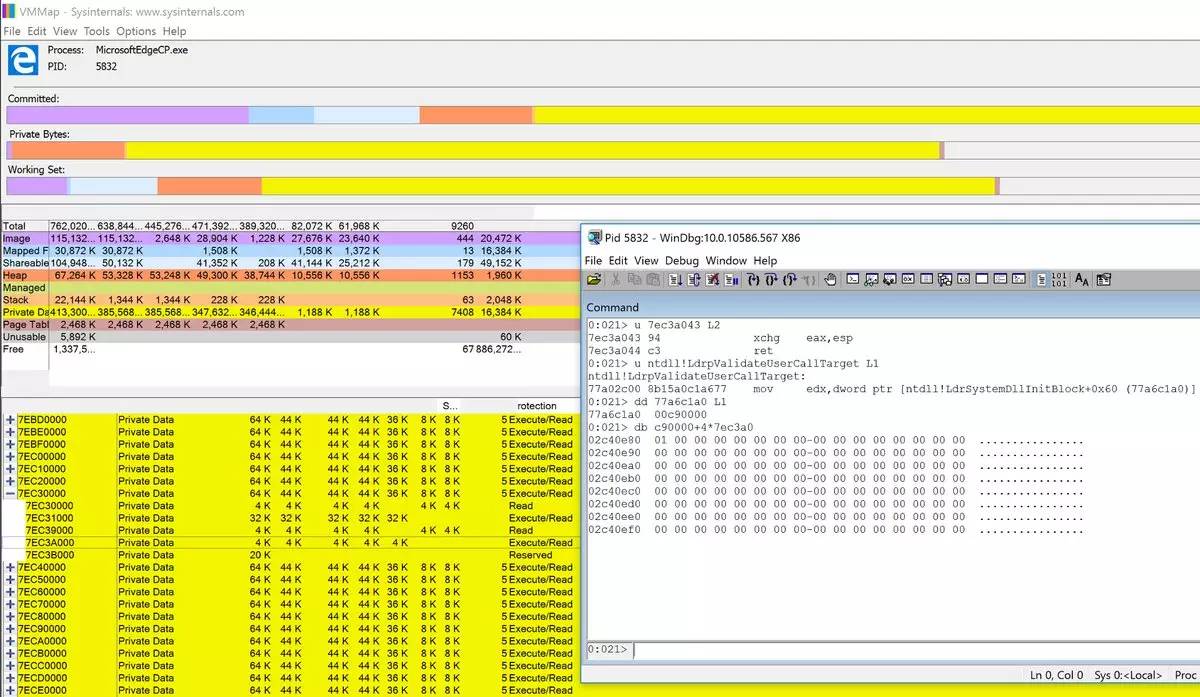 VMMap - Sysinternals: www.sysinternals.com
File Edit View Tools Options Help
Process: MicrosoftEdgeCP.exe
PID: 5832
Committed:
Private Bytes:
Working Set:
Total 762,020... 638,844... 445,276... 471,392... 389,320... 82,072 K 61,968 K 9260
Image 115,132... 115,132... 2,648 K 28,904 K 1,228 K 27,676 K 23,640 K 444 20,472 K
Mapped F 30,872 K 30,872 K 1,508 K 1,508 K 1,372 K 13 16,384 K
Shareable 104,948... 50,132 K 41,352 K 208 K 41,144 K 25,212 K 179 49,152 K
Heap 67,264 K 53,328 K 53,248 K 49,300 K 38,744 K 10,556 K 10,556 K 1153 1,960 K
Managed
Stack 22,144 K 1,344 K 1,344 K 228 K 228 K 63 2,048 K
Private Da 413,300... 385,568... 385,568... 347,632... 346,444... 1,188 K 1,188 K 7408 16,384 K
Page Tabl 2,468 K 2,468 K 2,468 K 2,468 K 2,468 K
Unusable 5,892 K 60 K
Free 1,337,5... 67 886,272...
S... rotection
7EBD0000 Private Data 64 K 44 K 44 K 44 K 36 K 8 K 8 K 5 Execute/Read
7EBE0000 Private Data 64 K 44 K 44 K 44 K 36 K 8 K 8 K 5 Execute/Read
7EBF0000 Private Data 64 K 44 K 44 K 44 K 36 K 8 K 8 K 5 Execute/Read
7EC00000 Private Data 64 K 44 K 44 K 44 K 36 K 8 K 8 K 5 Execute/Read
7EC10000 Private Data 64 K 44 K 44 K 44 K 36 K 8 K 8 K 5 Execute/Read
7EC20000 Private Data 64 K 44 K 44 K 44 K 36 K 8 K 8 K 5 Execute/Read
7EC30000 Private Data 64 K 44 K 44 K 44 K 36 K 8 K 8 K 5 Execute/Read
7EC30000 Private Data 4 K 4 K 4 K 4 K 4 K 4 K Read
7EC31000 Private Data 32 K 32 K 32 K 32 K 32 K Execute/Read
7EC39000 Private Data 4 K 4 K 4 K 4 K 4 K 4 K Read
7EC3A000 Private Data 4 K 4 K 4 K 4 K 4 K Execute/Read
7EC3B000 Private Data 20 K Reserved
7EC40000 Private Data 64 K 44 K 44 K 44 K 36 K 8 K 8 K 5 Execute/Read
7EC50000 Private Data 64 K 44 K 44 K 44 K 36 K 8 K 8 K 5 Execute/Read
7EC60000 Private Data 64 K 44 K 44 K 44 K 36 K 8 K 8 K 5 Execute/Read
7EC70000 Private Data 64 K 44 K 44 K 44 K 36 K 8 K 8 K 5 Execute/Read
7EC80000 Private Data 64 K 44 K 44 K 44 K 36 K 8 K 8 K 5 Execute/Read
7EC90000 Private Data 64 K 44 K 44 K 44 K 36 K 8 K 8 K 5 Execute/Read
7ECA0000 Private Data 64 K 44 K 44 K 44 K 36 K 8 K 8 K 5 Execute/Read
7ECB0000 Private Data 64 K 44 K 44 K 44 K 36 K 8 K 8 K 5 Execute/Read
7ECC0000 Private Data 64 K 44 K 44 K 44 K 36 K 8 K 8 K 5 Execute/Read
7ECD0000 Private Data 64 K 44 K 44 K 44 K 36 K 8 K 8 K 5 Execute/Read
7ECE0000 Private Data 64 K 44 K 44 K 44 K 36 K 8 K 8 K 5 Execute/Read
Pid 5832 - WinDbg:10.0.10586.567 X86
File Edit View Debug Window Help
Command
0:021> u 7ec3a043 L2
7ec3a043 94 xchg eax,esp
7ec3a044 c3 ret
0:021> u ntdll!LdrpValidateUserCallTarget L1
ntdll!LdrpValidateUserCallTarget:
77a02c00 8b15a0c1a677 mov edx,dword ptr [ntdll!LdrSystemDllInitBlock+0x60 (77a6c1a0)]
0:021> dd 77a6c1a0 L1
77a6c1a0 00c90000
0:021> db c90000+4*7ec3a0
02c40e80 01 00 00 00 00 00 00 00-00 00 00 00 00 00 00 00 ................
02c40e90 00 00 00 00 00 00 00 00-00 00 00 00 00 00 00 00 ................
02c40ea0 00 00 00 00 00 00 00 00-00 00 00 00 00 00 00 00 ................
02c40eb0 00 00 00 00 00 00 00 00-00 00 00 00 00 00 00 00 ................
02c40ec0 00 00 00 00 00 00 00 00-00 00 00 00 00 00 00 00 ................
02c40ed0 00 00 00 00 00 00 00 00-00 00 00 00 00 00 00 00 ................
02c40ee0 00 00 00 00 00 00 00 00-00 00 00 00 00 00 00 00 ................
02c40ef0 00 00 00 00 00 00 00 00-00 00 00 00 00 00 00 00 ................
0:021>
Ln 0, Col 0 Sys 0:<Local> Proc